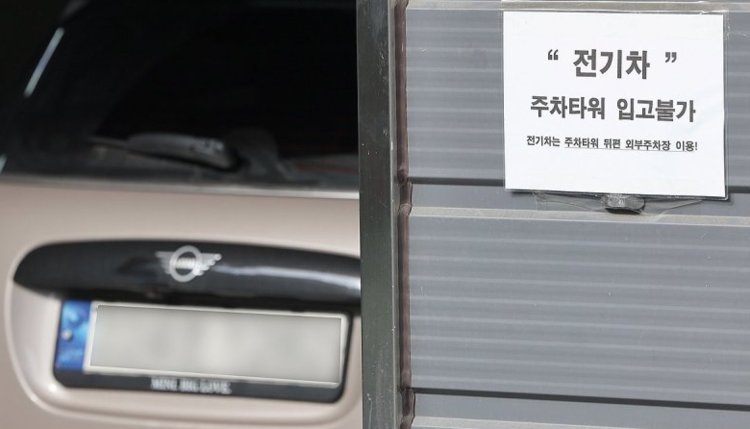 “ 전기차 ”
주차타워 입고불가
전기차는 주차타워 뒤편 외부주차장 이용!